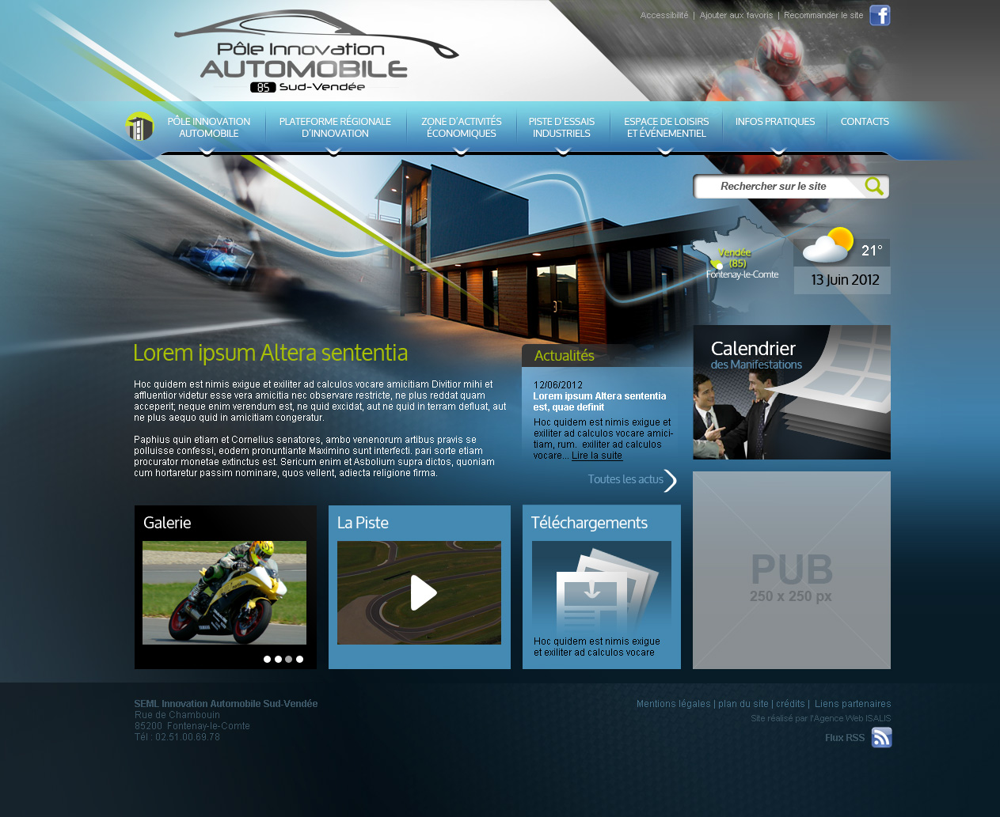 Accessibilité | Ajouter aux favoris | Recommander le site
Pôle Innovation
AUTOMOBILE
85 Sud-Vendée
PÔLE INNOVATION
AUTOMOBILE
PLATEFORME RÉGIONALE
D'INNOVATION
ZONE D'ACTIVITÉS
ÉCONOMIQUES
PISTE D'ESSAIS
INDUSTRIELS
ESPACE DE LOISIRS
ET ÉVÉNEMENTIEL
INFOS PRATIQUES
CONTACTS
Rechercher sur le site
Vendée
(85)
Fontenay-le-Comte
21°
13 Juin 2012
Lorem ipsum Altera sententia
Hoc quidem est nimis exigue et exiliter ad calculos vocare amicitiam Divitior mihi et
affluentior videtur esse vera amicitia nec observare restricte, ne plus reddat quam
acceperit; neque enim verendum est, ne quid excidat, aut ne quid in terram defluat, aut
ne plus aequo quid in amicitiam congeratur.
Paphius quin etiam et Cornelius senatores, ambo venenorum artibus pravis se
polluisse confessi, eodem pronuntiante Maximino sunt interfecti. pari sorte etiam
procurator monetae extinctus est. Sericum enim et Asbolium supra dictos, quoniam
cum hortaretur passim nominare, quos vellent, adiecta religione firma.
Actualités
12/06/2012
Lorem ipsum Altera sententia
est, quae definit
Hoc quidem est nimis exigue et
exiliter ad calculos vocare amici-
tiam, rum.  exiliter ad calculos
vocare... Lire la suite
Toutes les actus
Calendrier
des Manifestations
Galerie
La Piste
Téléchargements
Hoc quidem est nimis exigue
et exiliter ad calculos vocare
PUB
250 x 250 px
SEML Innovation Automobile Sud-Vendée
Rue de Chambouin
85200  Fontenay-le-Comte
Tél : 02.51.00.69.78
Mentions légales | plan du site | crédits |  Liens partenaires
Site réalisé par l'Agence Web ISALIS
Flux RSS